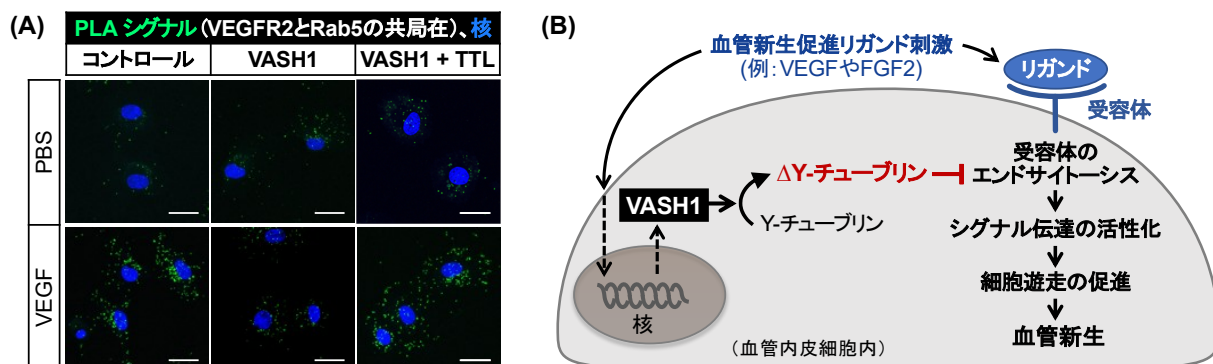 (A)
PLA シグナル (VEGFR2とRab5の共局在)、核
コントロール
VASH1
VASH1 + TTL
PBS
VEGF
(B)
血管新生促進リガンド刺激
(例:VEGFやFGF2)
リガンド
受容体
受容体の
エンドサイトーシス
ΔY-チューブリン
VASH1
Y-チューブリン
シグナル伝達の活性化
細胞遊走の促進
血管新生
核
(血管内皮細胞内)